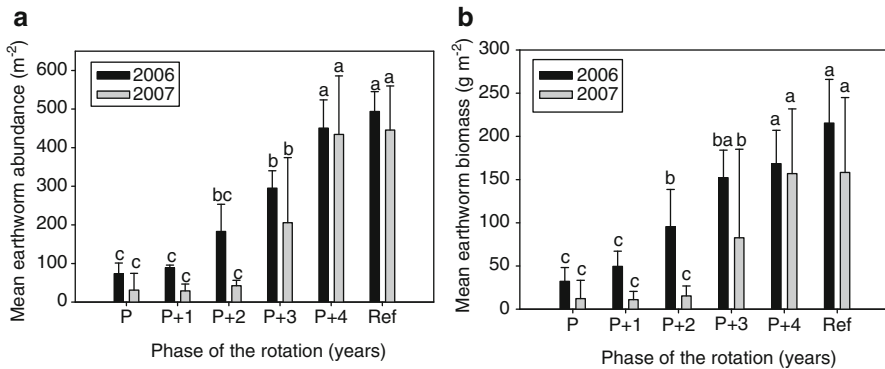 a
Mean earthworm abundance (m-2)
600
500
400
300
200
100
0
2006
2007
c c
c c
bc c
b b
a a
a a
P P+1 P+2 P+3 P+4 Ref
Phase of the rotation (years)
b
Mean earthworm biomass (g m-2)
300
250
200
150
100
50
0
2006
2007
c c
c c
b c
ba b
a a
a a
P P+1 P+2 P+3 P+4 Ref
Phase of the rotation (years)